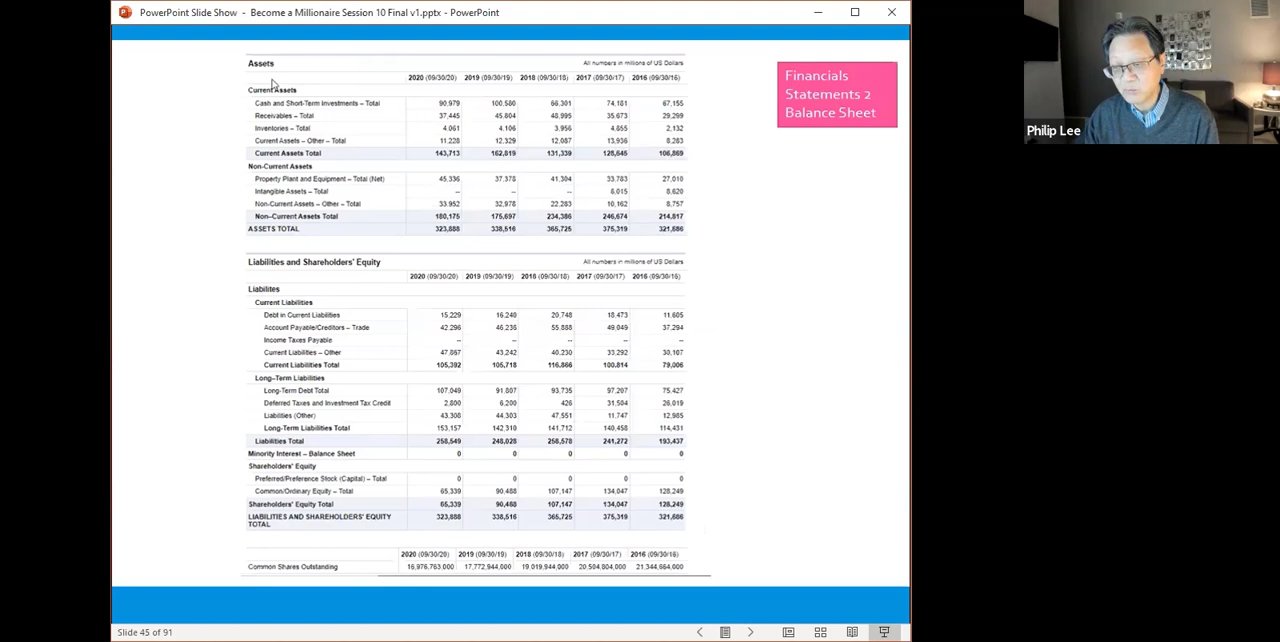 PowerPoint Slide Show - Become a Millionaire Session 10 Final v1.pptx - PowerPoint
Assets All numbers in millions of US Dollars
2020 (09/30/20) 2019 (09/30/19) 2018 (09/30/18) 2017 (09/30/17) 2016 (09/30/16)
Current Assets
Cash and Short-Term Investments – Total 90,979 100,580 66,301 74,181 67,155
Receivables – Total 37,445 45,804 48,995 35,673 29,299
Inventories – Total 4,061 4,106 3,956 4,855 2,132
Current Assets – Other – Total 11,228 12,329 12,087 13,936 8,283
Current Assets Total 143,713 162,819 131,339 128,645 106,869
Non-Current Assets
Property Plant and Equipment – Total (Net) 45,336 37,378 41,304 33,783 27,010
Intangible Assets – Total -- -- -- 8,015 8,620
Non-Current Assets – Other – Total 33,952 32,978 22,283 10,162 8,757
Non–Current Assets Total 180,175 175,697 234,386 246,674 214,817
ASSETS TOTAL 323,888 338,516 365,725 375,319 321,686
Liabilities and Shareholders' Equity All numbers in millions of US Dollars
2020 (09/30/20) 2019 (09/30/19) 2018 (09/30/18) 2017 (09/30/17) 2016 (09/30/16)
Liabilites
Current Liabilities
Debt in Current Liabilities 15,229 16,240 20,748 18,473 11,605
Account Payable/Creditors – Trade 42,296 46,236 55,888 49,049 37,294
Income Taxes Payable -- -- -- -- --
Current Liabilities – Other 47,867 43,242 40,230 33,292 30,107
Current Liabilities Total 105,392 105,718 116,866 100,814 79,006
Long–Term Liabilities
Long-Term Debt Total 107,049 91,807 93,735 97,207 75,427
Deferred Taxes and Investment Tax Credit 2,800 6,200 426 31,504 26,019
Liabilities (Other) 43,308 44,303 47,551 11,747 12,985
Long-Term Liabilities Total 153,157 142,310 141,712 140,458 114,431
Liabilities Total 258,549 248,028 258,578 241,272 193,437
Minority Interest – Balance Sheet 0 0 0 0 0
Shareholders' Equity
Preferred/Preference Stock (Capital) – Total 0 0 0 0 0
Common/Ordinary Equity – Total 65,339 90,488 107,147 134,047 128,249
Shareholders' Equity Total 65,339 90,488 107,147 134,047 128,249
LIABILITIES AND SHAREHOLDERS' EQUITY 323,888 338,516 365,725 375,319 321,686
TOTAL
2020 (09/30/20) 2019 (09/30/19) 2018 (09/30/18) 2017 (09/30/17) 2016 (09/30/16)
Common Shares Outstanding 16,976,763,000 17,772,944,000 19,019,944,000 20,504,804,000 21,344,664,000
Financials
Statements 2
Balance Sheet
Philip Lee
Slide 45 of 91